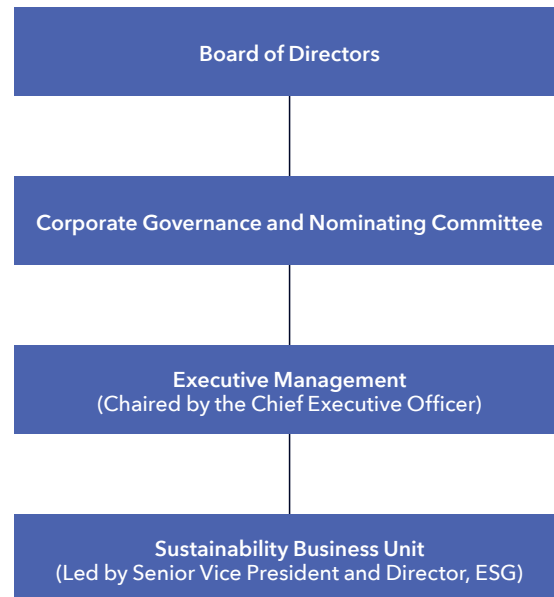 Board of Directors
Corporate Governance and Nominating Committee
Executive Management
(Chaired by the Chief Executive Officer)
Sustainability Business Unit
(Led by Senior Vice President and Director, ESG)